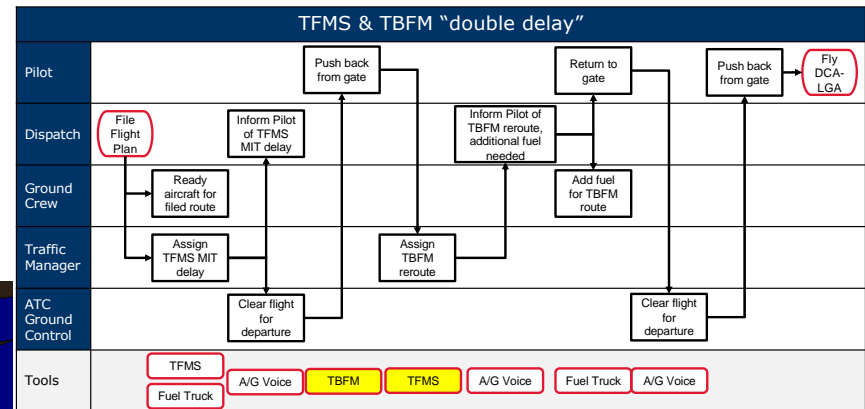 TFMS & TBFM “double delay”
Pilot
Push back
from gate
Return to
gate
Push back
from gate
Fly
DCA-
LGA
Dispatch
File
Flight
Plan
Inform Pilot
of TFMS
MIT delay
Inform Pilot of
TBFM reroute,
additional fuel
needed
Ground
Crew
Ready
aircraft for
filed route
Add fuel
for TBFM
route
Traffic
Manager
Assign
TFMS MIT
delay
Assign
TBFM
reroute
ATC
Ground
Control
Clear flight
for
departure
Clear flight
for
departure
Tools
TFMS
Fuel Truck
A/G Voice
TBFM
TFMS
A/G Voice
Fuel Truck
A/G Voice